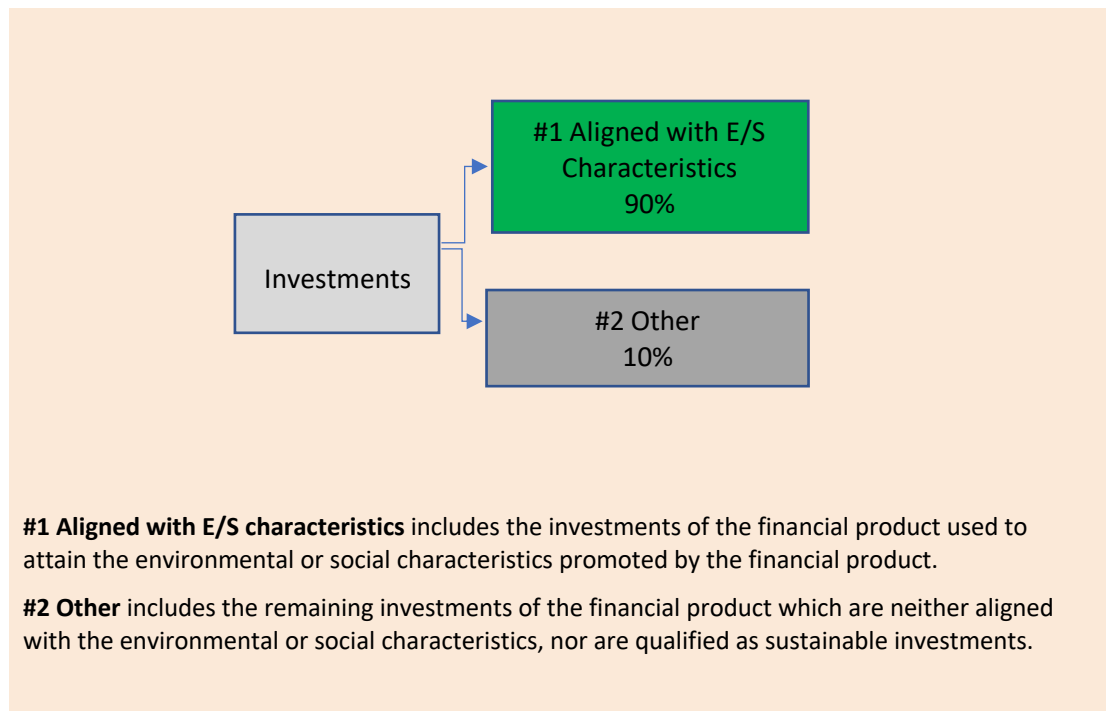 #1 Aligned with E/S
Characteristics
90%
Investments
#2 Other
10%
#1 Aligned with E/S characteristics includes the investments of the financial product used to
attain the environmental or social characteristics promoted by the financial product.
#2 Other includes the remaining investments of the financial product which are neither aligned
with the environmental or social characteristics, nor are qualified as sustainable investments.